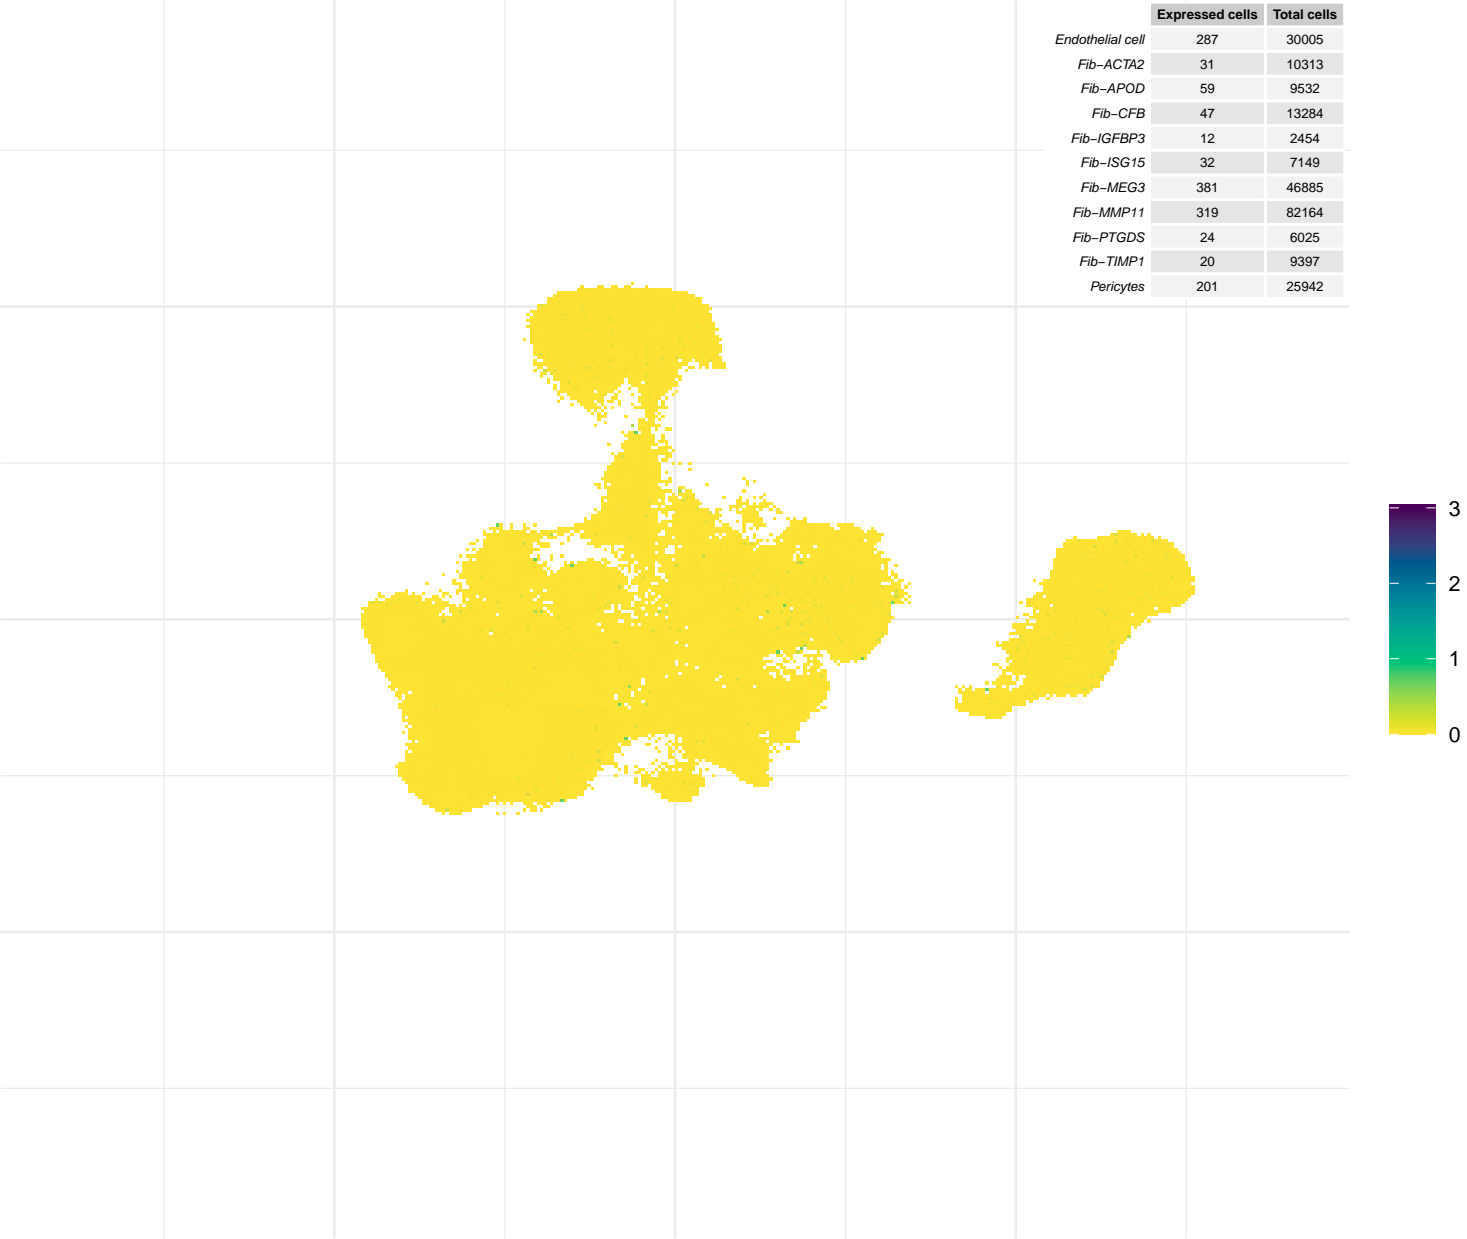 Expressed cells Total cells
Endothelial cell 287 30005
Fib−ACTA2 31 10313
Fib−APOD 59 9532
Fib−CFB 47 13284
Fib−IGFBP3 12 2454
Fib−ISG15 32 7149
Fib−MEG3 381 46885
Fib−MMP11 319 82164
Fib−PTGDS 24 6025
Fib−TIMP1 20 9397
Pericytes 201 25942
3
2
1
0